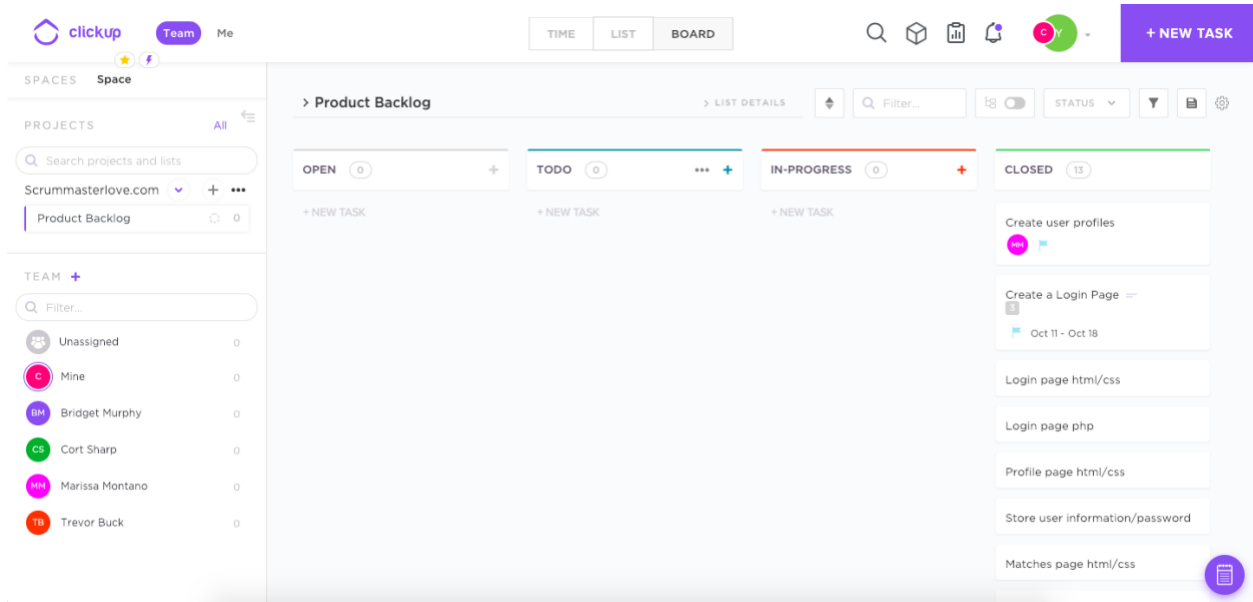 clickup Team Me TIME LIST BOARD C Y + NEW TASK
SPACES Space
> Product Backlog > LIST DETAILS Filter... STATUS
PROJECTS All
Search projects and lists
Scrummasterlove.com + •••
Product Backlog 0
OPEN 0 + TODO 0 ••• + IN-PROGRESS 0 + CLOSED 13
+ NEW TASK + NEW TASK + NEW TASK
Create user profiles
MM
TEAM +
Filter...
Create a Login Page
3
Oct 11 - Oct 18
Unassigned 0
C Mine 0
BM Bridget Murphy 0
CS Cort Sharp 0
MM Marissa Montano 0
TB Trevor Buck 0
Login page html/css
Login page php
Profile page html/css
Store user information/password
Matches page html/css